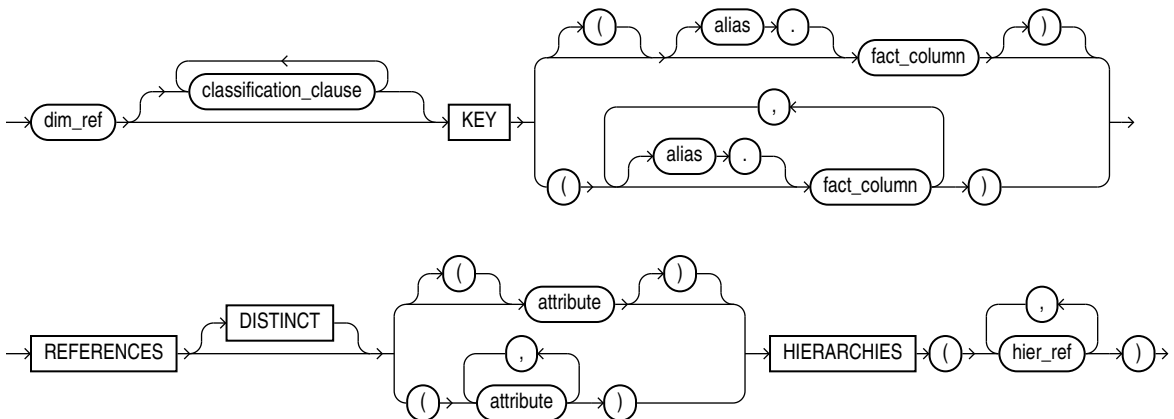 ( alias . fact_column )
classification_clause
dim_ref KEY
,
alias .
( fact_column )
( attribute )
DISTINCT ,
REFERENCES HIERARCHIES ( hier_ref )
,
( attribute )